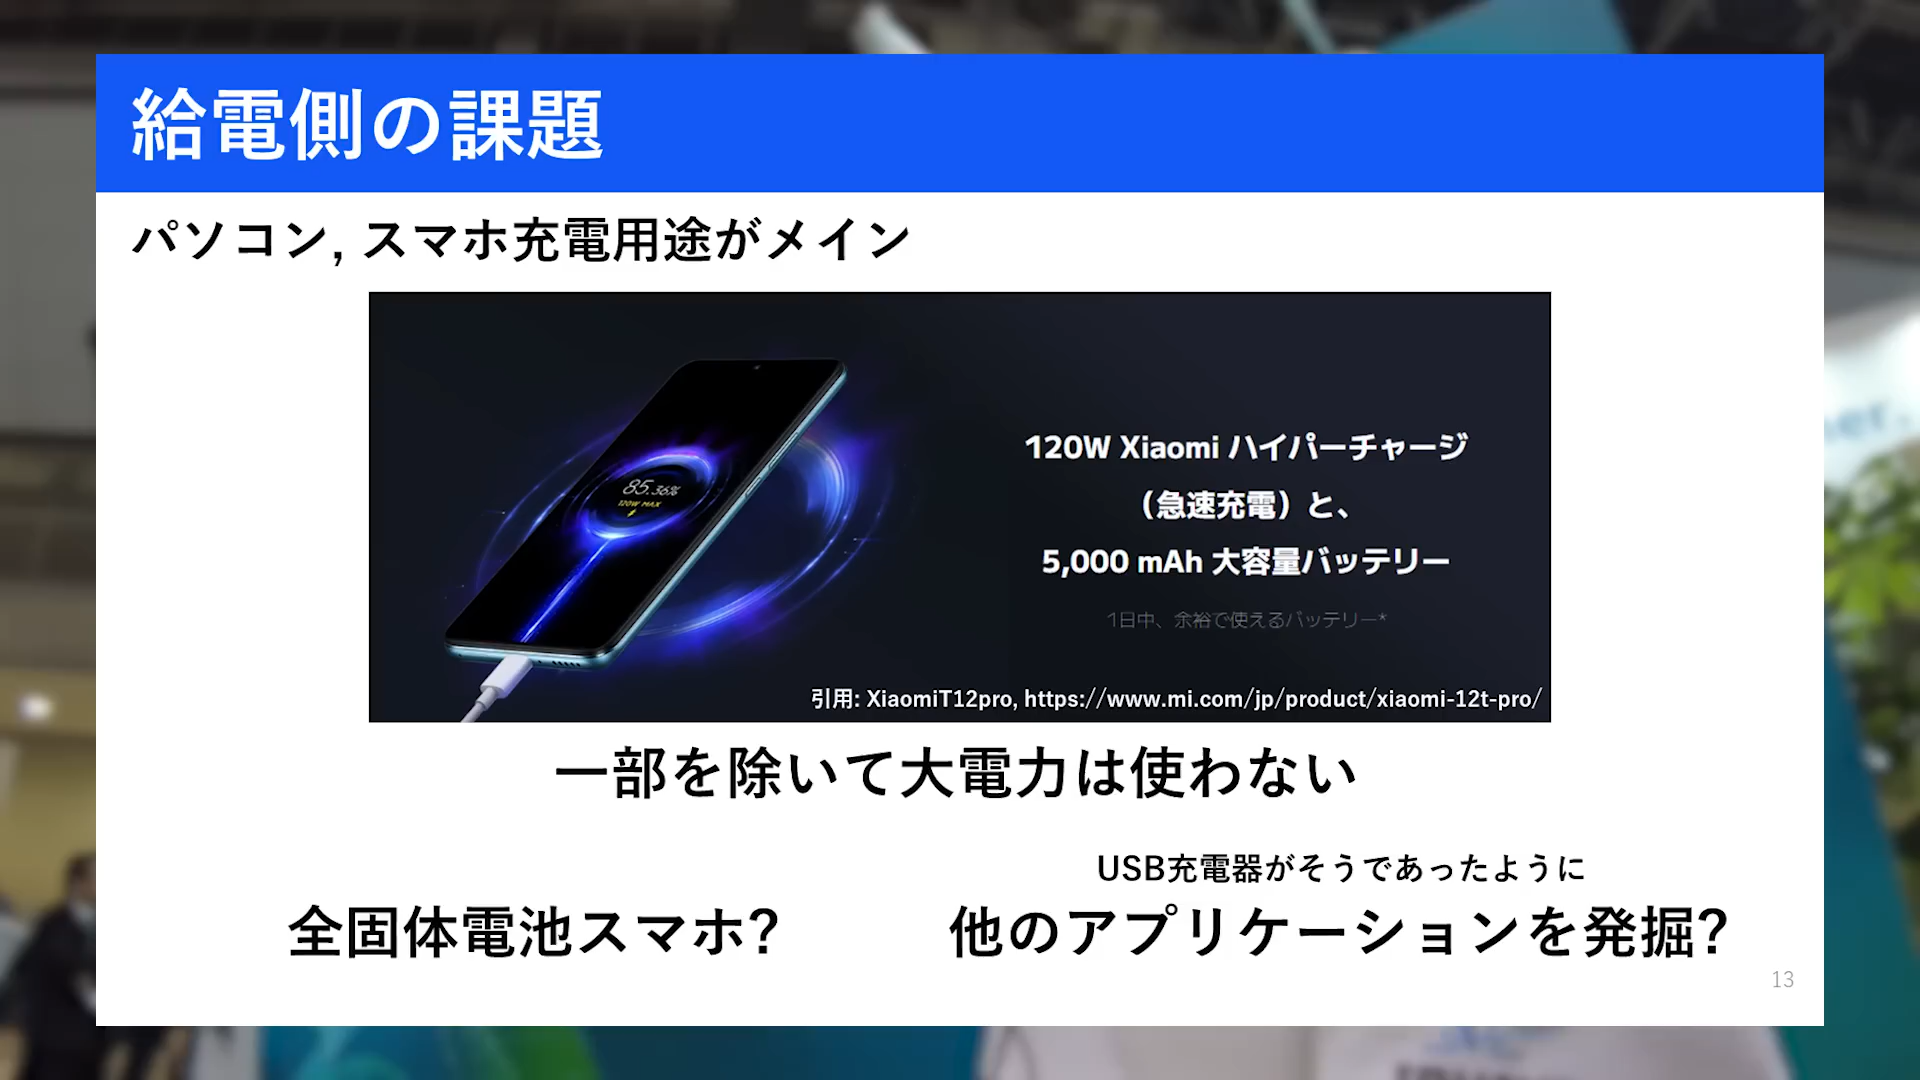 給電側の課題
パソコン, スマホ充電用途がメイン
85.36%
120W MAX
120W Xiaomi ハイパーチャージ
（急速充電）と、
5,000 mAh 大容量バッテリー
1日中、余裕で使えるバッテリー*
引用: XiaomiT12pro, https://www.mi.com/jp/product/xiaomi-12t-pro/
一部を除いて大電力は使わない
全固体電池スマホ?
USB充電器がそうであったように
他のアプリケーションを発掘?
13